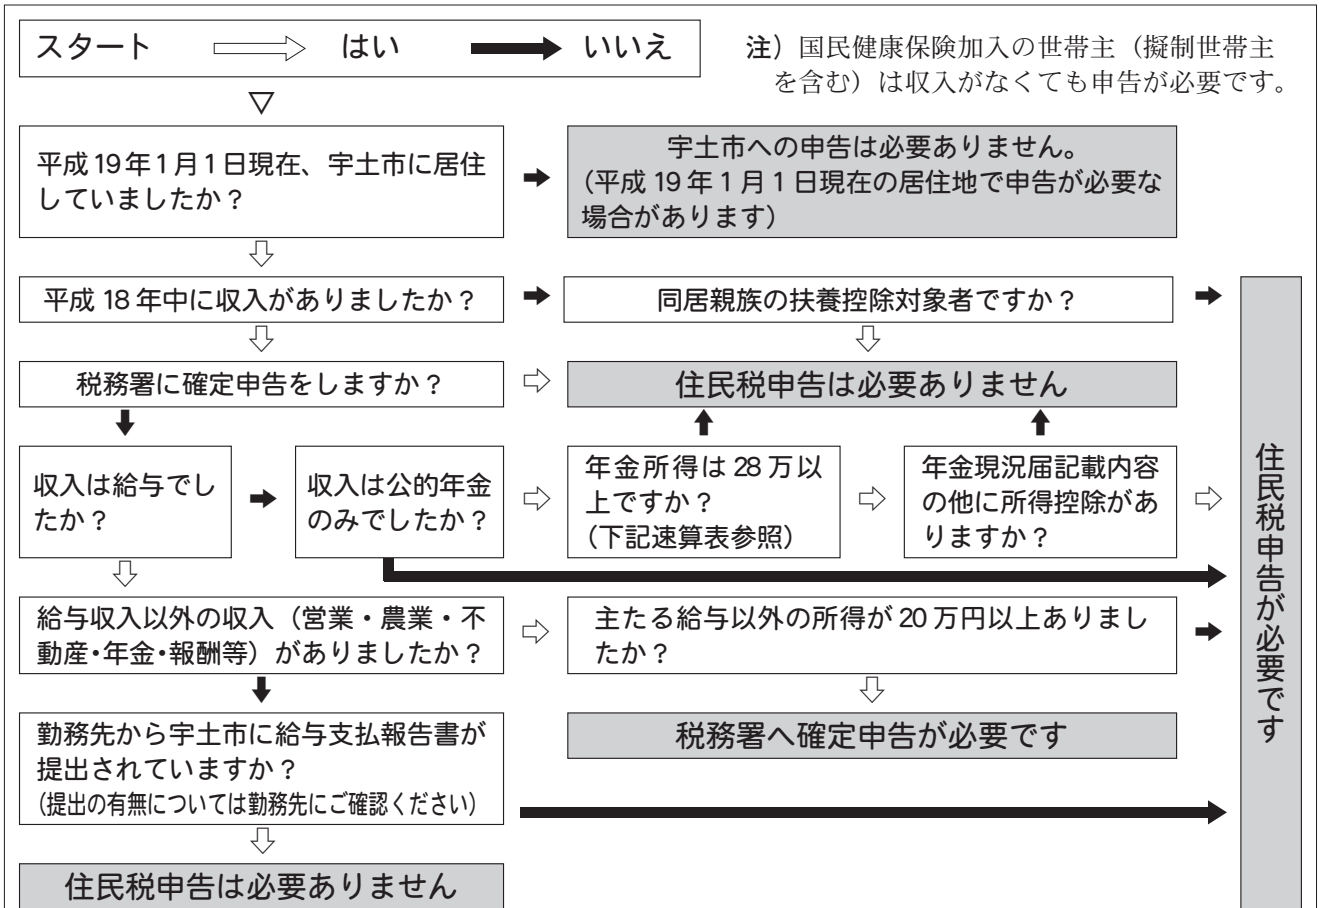 スタート はい いいえ
注）国民健康保険加入の世帯主（擬制世帯主
を含む）は収入がなくても申告が必要です。
平成19年1月1日現在、宇土市に居住
していましたか？
宇土市への申告は必要ありません。
（平成19年1月1日現在の居住地で申告が必要な
場合があります）
平成18年中に収入がありましたか？
同居親族の扶養控除対象者ですか？
税務署に確定申告をしますか？
住民税申告は必要ありません
収入は給与でし
たか？
収入は公的年金
のみでしたか？
年金所得は28万以
上ですか？
（下記速算表参照）
年金現況届記載内容
の他に所得控除があ
りますか？
給与収入以外の収入（営業・農業・不
動産・年金・報酬等）がありましたか？
主たる給与以外の所得が20万円以上ありまし
たか？
勤務先から宇土市に給与支払報告書が
提出されていますか？
（提出の有無については勤務先にご確認ください）
税務署へ確定申告が必要です
住民税申告は必要ありません
住民税申告が必要です